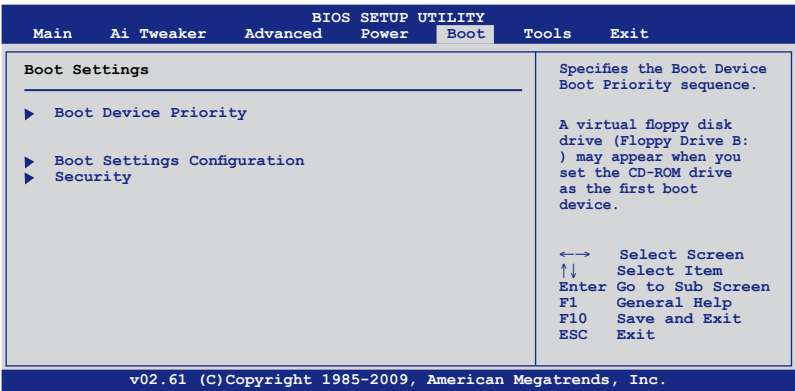 BIOS SETUP UTILITY
Main Ai Tweaker Advanced Power Boot Tools Exit
Boot Settings
Boot Device Priority
Boot Settings Configuration
Security
Specifies the Boot Device
Boot Priority sequence.
A virtual floppy disk
drive (Floppy Drive B:
) may appear when you
set the CD-ROM drive
as the first boot
device.
←→ Select Screen
↑↓ Select Item
Enter Go to Sub Screen
F1 General Help
F10 Save and Exit
ESC Exit
v02.61 (C)Copyright 1985-2009, American Megatrends, Inc.